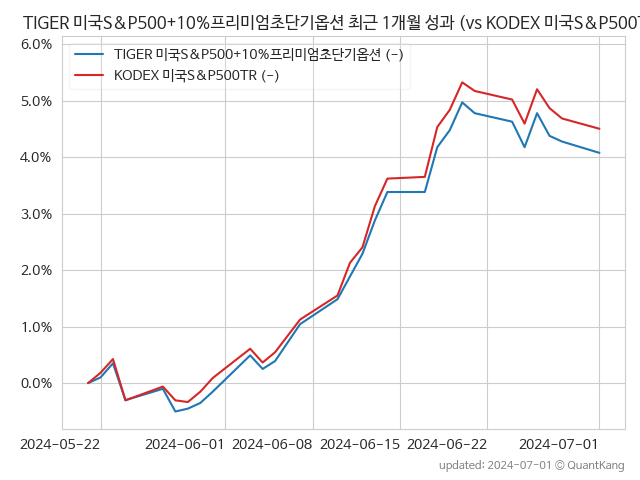 TIGER 미국S&P500+10%프리미엄초단기옵션 최근 1개월 성과 (vs KODEX 미국S&P500T
6.0%
TIGER 미국S&P500+10%프리미엄초단기옵션 (-)
KODEX 미국S&P500TR (-)
5.0%
4.0%
3.0%
2.0%
1.0%
0.0%
2024-05-22 2024-06-01 2024-06-08 2024-06-15 2024-06-22 2024-07-01
updated: 2024-07-01 © QuantKang